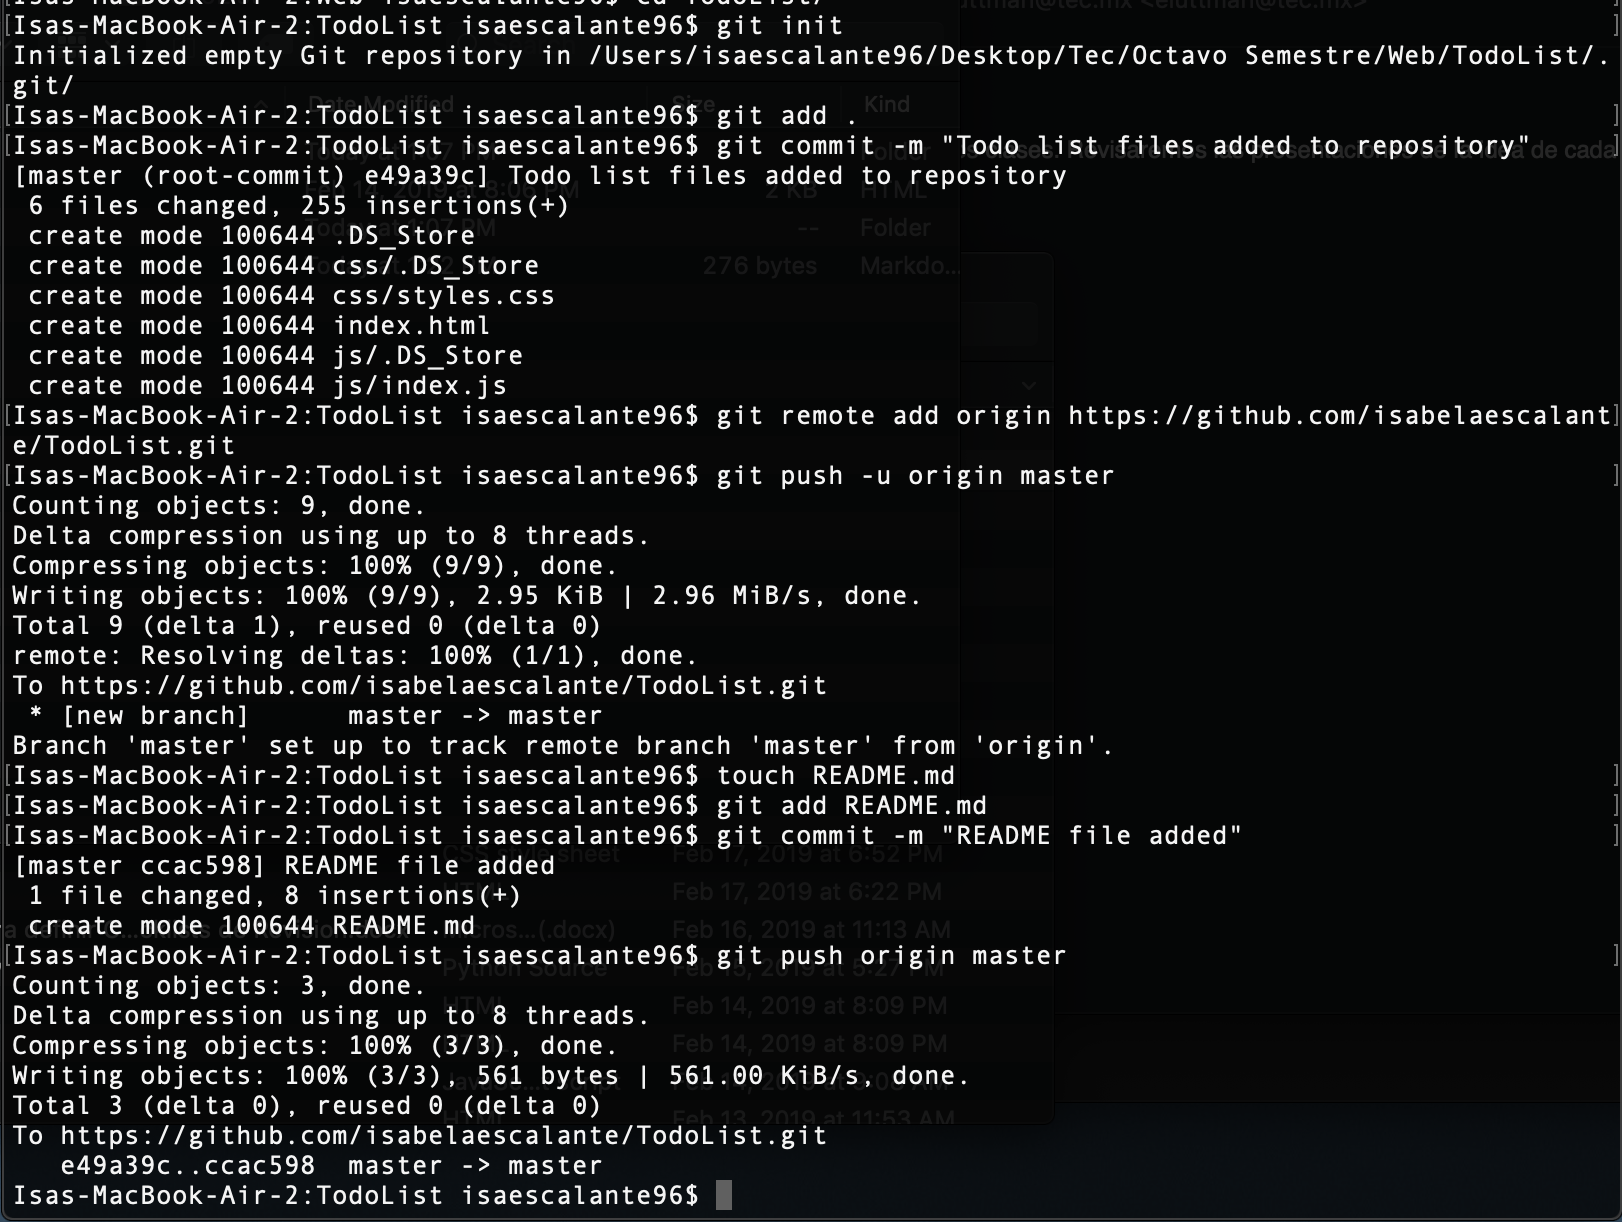 Isas-MacBook-Air-2:Web isaescalante96$ cd TodoList/
[Isas-MacBook-Air-2:TodoList isaescalante96$ git init ]
Initialized empty Git repository in /Users/isaescalante96/Desktop/Tec/Octavo Semestre/Web/TodoList/.
git/
[Isas-MacBook-Air-2:TodoList isaescalante96$ git add . ]
[Isas-MacBook-Air-2:TodoList isaescalante96$ git commit -m "Todo list files added to repository" ]
[master (root-commit) e49a39c] Todo list files added to repository
 6 files changed, 255 insertions(+)
 create mode 100644 .DS_Store
 create mode 100644 css/.DS_Store
 create mode 100644 css/styles.css
 create mode 100644 index.html
 create mode 100644 js/.DS_Store
 create mode 100644 js/index.js
[Isas-MacBook-Air-2:TodoList isaescalante96$ git remote add origin https://github.com/isabelaescalant]
e/TodoList.git
[Isas-MacBook-Air-2:TodoList isaescalante96$ git push -u origin master ]
Counting objects: 9, done.
Delta compression using up to 8 threads.
Compressing objects: 100% (9/9), done.
Writing objects: 100% (9/9), 2.95 KiB | 2.96 MiB/s, done.
Total 9 (delta 1), reused 0 (delta 0)
remote: Resolving deltas: 100% (1/1), done.
To https://github.com/isabelaescalante/TodoList.git
 * [new branch]      master -> master
Branch 'master' set up to track remote branch 'master' from 'origin'.
[Isas-MacBook-Air-2:TodoList isaescalante96$ touch README.md ]
[Isas-MacBook-Air-2:TodoList isaescalante96$ git add README.md ]
[Isas-MacBook-Air-2:TodoList isaescalante96$ git commit -m "README file added" ]
[master ccac598] README file added
 1 file changed, 8 insertions(+)
 create mode 100644 README.md
[Isas-MacBook-Air-2:TodoList isaescalante96$ git push origin master ]
Counting objects: 3, done.
Delta compression using up to 8 threads.
Compressing objects: 100% (3/3), done.
Writing objects: 100% (3/3), 561 bytes | 561.00 KiB/s, done.
Total 3 (delta 0), reused 0 (delta 0)
To https://github.com/isabelaescalante/TodoList.git
   e49a39c..ccac598  master -> master
Isas-MacBook-Air-2:TodoList isaescalante96$